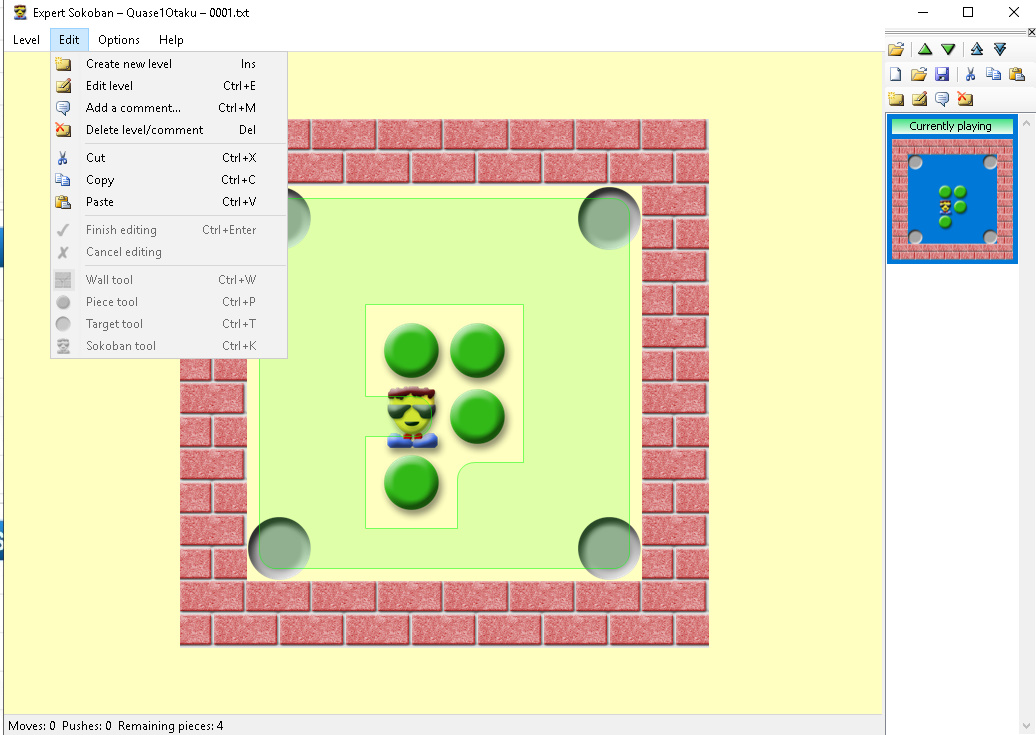 Expert Sokoban – Quase1Otaku – 0001.txt
Level Edit Options Help
Create new level Ins
Edit level Ctrl+E
Add a comment... Ctrl+M
Delete level/comment Del
Cut Ctrl+X
Copy Ctrl+C
Paste Ctrl+V
Finish editing Ctrl+Enter
Cancel editing
Wall tool Ctrl+W
Piece tool Ctrl+P
Target tool Ctrl+T
Sokoban tool Ctrl+K
Currently playing
Moves: 0 Pushes: 0 Remaining pieces: 4